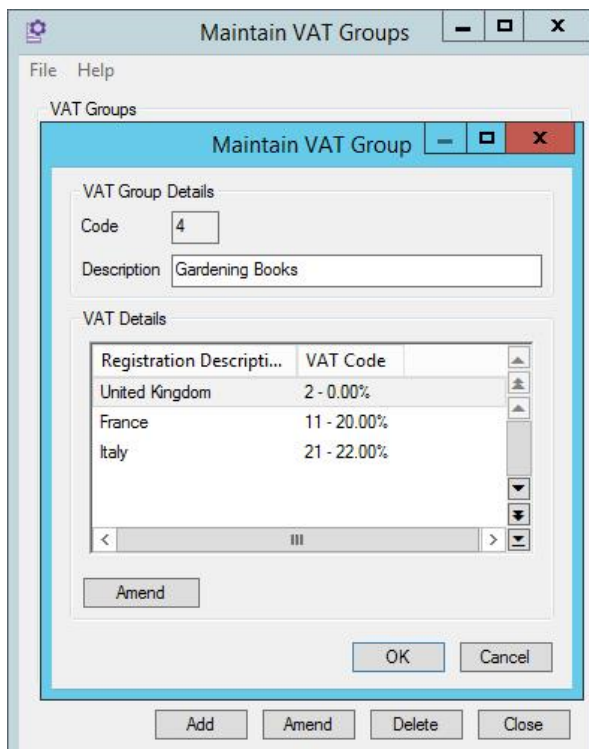 Maintain VAT Groups
File Help
VAT Groups
Maintain VAT Group
VAT Group Details
Code 4
Description Gardening Books
VAT Details
Registration Descripti... VAT Code
United Kingdom 2 - 0.00%
France 11 - 20.00%
Italy 21 - 22.00%
Amend
OK Cancel
Add Amend Delete Close